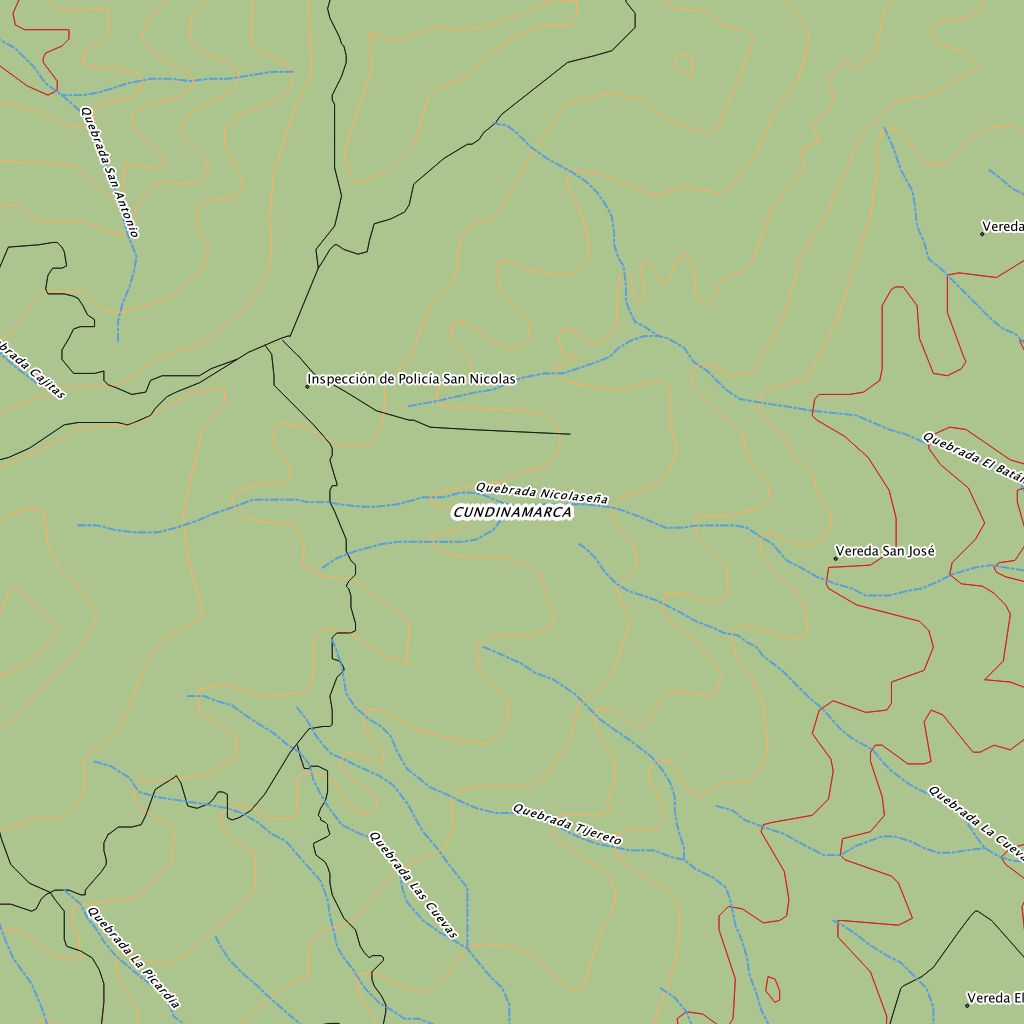 Quebrada San Antonio
Vereda
Cajitas
Inspección de Policía San Nicolas
Quebrada El Batán
Quebrada Nicolaseña
CUNDINAMARCA
Vereda San José
Quebrada Tijereto
Quebrada La Cueva
Quebrada Las Cuevas
Quebrada La Picardia
Vereda El